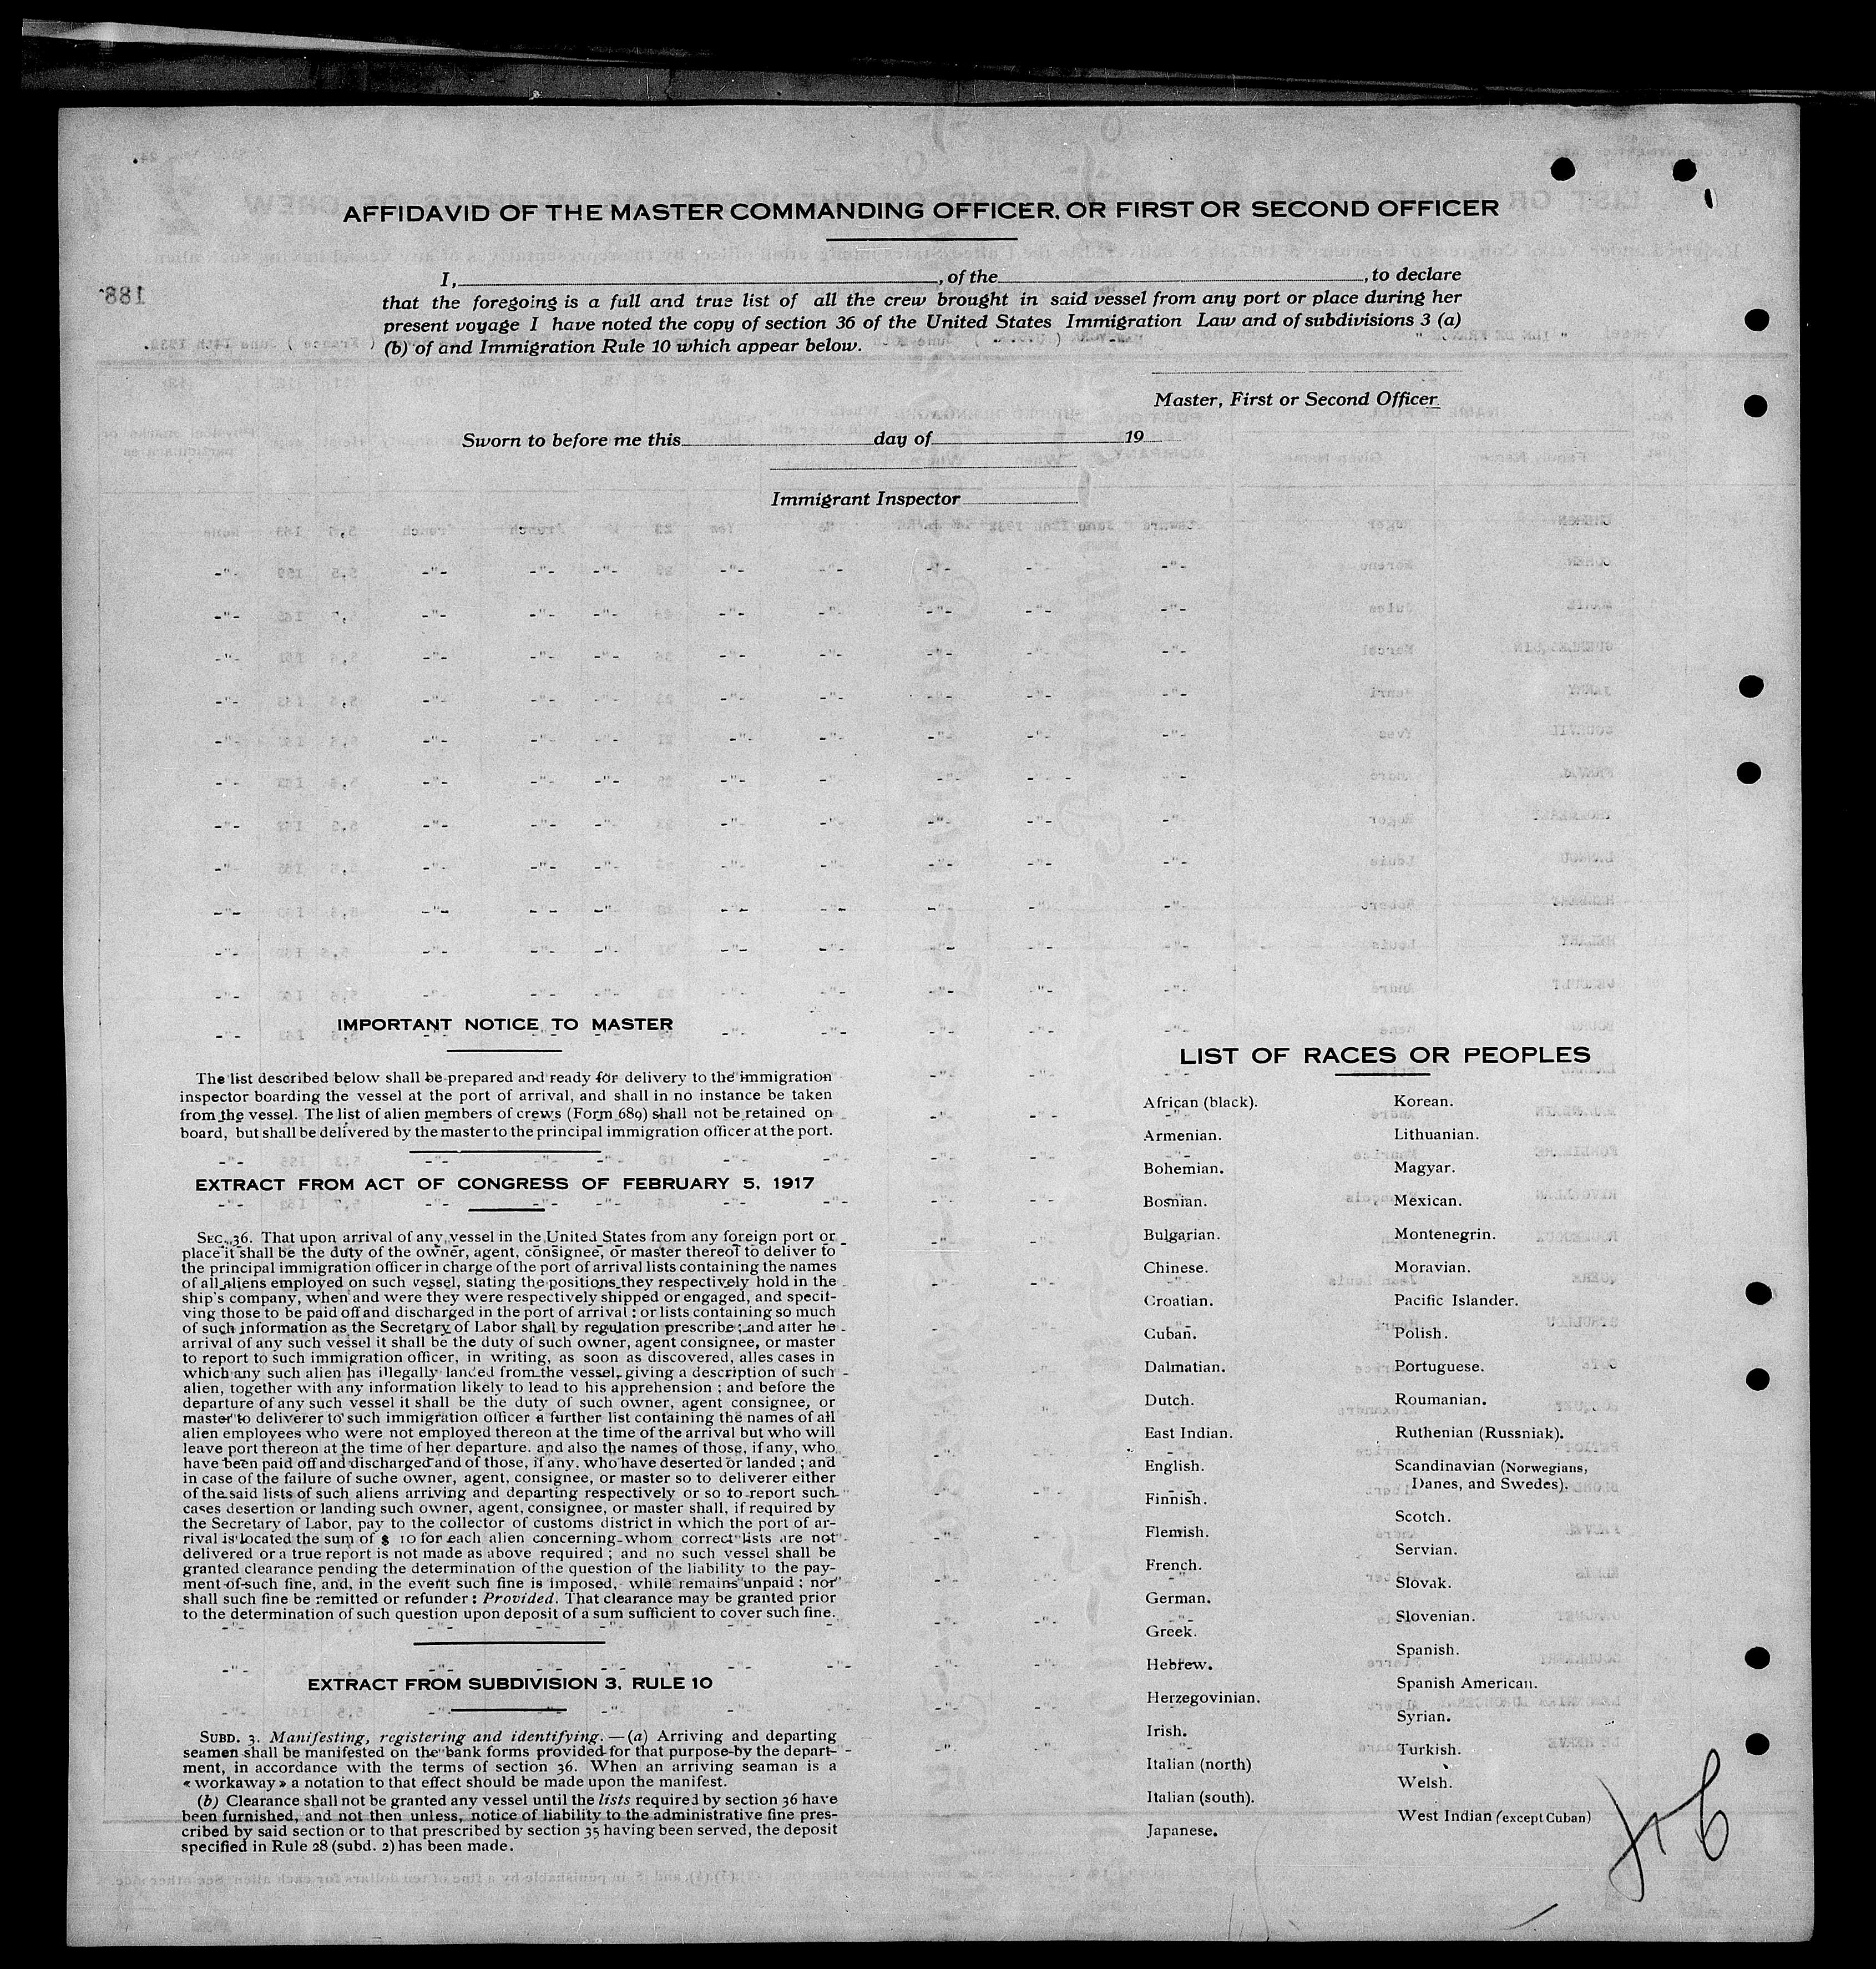 AFFIDAVID OF THE MASTER COMMANDING OFFICER, OR FIRST OR SECOND OFFICER
I, , of the , to declare
that the foregoing is a full and true list of all the crew brought in said vessel from any port or place during her
present voyage I have noted the copy of section 36 of the United States Immigration Law and of subdivisions 3 (a)
(b) of and Immigration Rule 10 which appear below.
Master, First or Second Officer
Sworn to before me this day of 19
Immigrant Inspector
IMPORTANT NOTICE TO MASTER
The list described below shall be prepared and ready for delivery to the immigration
inspector boarding the vessel at the port of arrival, and shall in no instance be taken
from the vessel. The list of alien members of crews (Form 689) shall not be retained on
board, but shall be delivered by the master to the principal immigration officer at the port.
EXTRACT FROM ACT OF CONGRESS OF FEBRUARY 5, 1917
SEC. 36. That upon arrival of any vessel in the United States from any foreign port or
place it shall be the duty of the owner, agent, consignee, or master thereof to deliver to
the principal immigration officer in charge of the port of arrival lists containing the names
of all aliens employed on such vessel, stating the positions they respectively hold in the
ship's company, when and were they were respectively shipped or engaged, and specit-
ving those to be paid off and discharged in the port of arrival : or lists containing so much
of such information as the Secretary of Labor shall by regulation prescribe ; and atter he
arrival of any such vessel it shall be the duty of such owner, agent consignee, or master
to report to such immigration officer, in writing, as soon as discovered, alles cases in
which any such alien has illegally landed from the vessel, giving a description of such
alien, together with any information likely to lead to his apprehension ; and before the
departure of any such vessel it shall be the duty of such owner, agent consignee, or
master to deliverer to such immigration officer a further list containing the names of all
alien employees who were not employed thereon at the time of the arrival but who will
leave port thereon at the time of her departure. and also the names of those, if any, who
have been paid off and discharged and of those, if any. who have deserted or landed ; and
in case of the failure of suche owner, agent, consignee, or master so to deliverer either
of the said lists of such aliens arriving and departing respectively or so to report such
cases desertion or landing such owner, agent, consignee, or master shall, if required by
the Secretary of Labor, pay to the collector of customs district in which the port of ar-
rival is located the sum of $ 10 for each alien concerning whom correct lists are not
delivered or a true report is not made as above required ; and no such vessel shall be
granted clearance pending the determination of the question of the liability to the pay-
ment of such fine, and, in the event such fine is imposed, while remains unpaid ; nor
shall such fine be remitted or refunder : Provided. That clearance may be granted prior
to the determination of such question upon deposit of a sum sufficient to cover such fine.
EXTRACT FROM SUBDIVISION 3, RULE 10
SUBD. 3. Manifesting, registering and identifying. — (a) Arriving and departing
seamen shall be manifested on the bank forms provided for that purpose by the depart-
ment, in accordance with the terms of section 36. When an arriving seaman is a
« workaway » a notation to that effect should be made upon the manifest.
(b) Clearance shall not be granted any vessel until the lists required by section 36 have
been furnished, and not then unless, notice of liability to the administrative fine pres-
cribed by said section or to that prescribed by section 35 having been served, the deposit
specified in Rule 28 (subd. 2) has been made.
LIST OF RACES OR PEOPLES
African (black).
Armenian.
Bohemian.
Bosnian.
Bulgarian.
Chinese.
Croatian.
Cuban.
Dalmatian.
Dutch.
East Indian.
English.
Finnish.
Flemish.
French.
German.
Greek.
Hebrew.
Herzegovinian.
Irish.
Italian (north)
Italian (south).
Japanese.
Korean.
Lithuanian.
Magyar.
Mexican.
Montenegrin.
Moravian.
Pacific Islander.
Polish.
Portuguese.
Roumanian.
Ruthenian (Russniak).
Scandinavian (Norwegians,
Danes, and Swedes).
Scotch.
Servian.
Slovak.
Slovenian.
Spanish.
Spanish American.
Syrian.
Turkish.
Welsh.
West Indian (except Cuban)